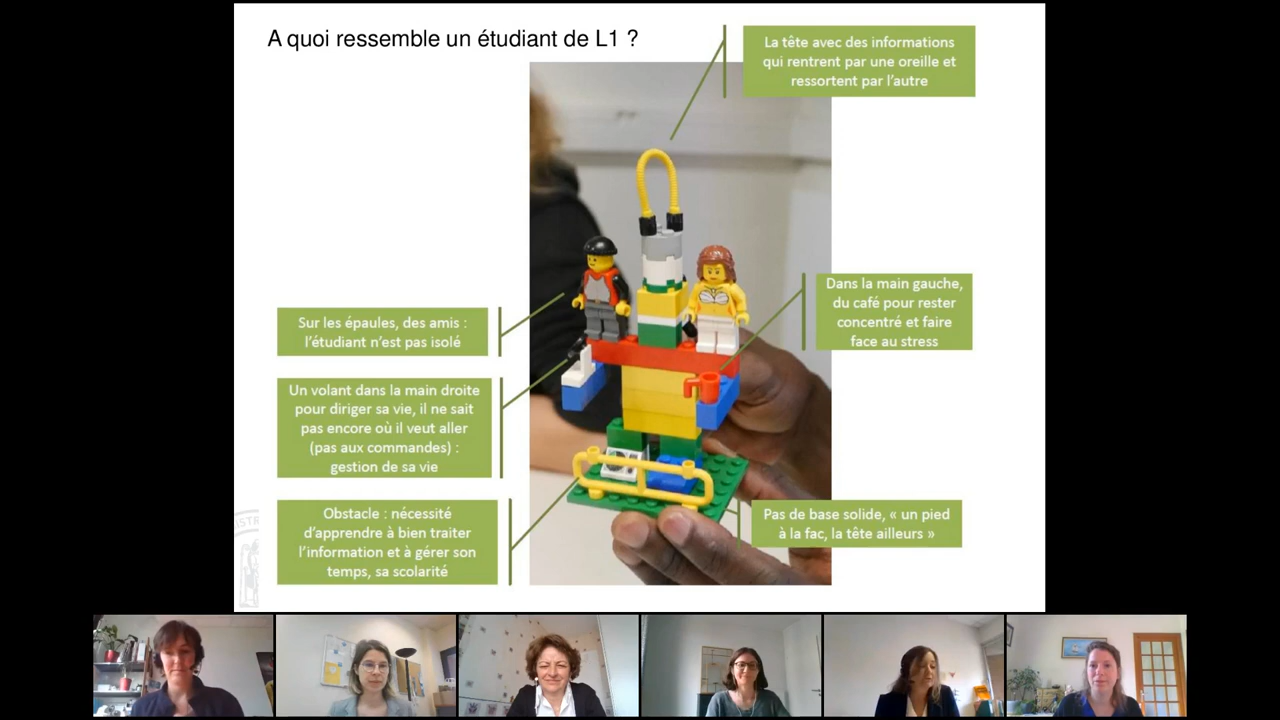 A quoi ressemble un étudiant de L1 ?
La tête avec des informations
qui rentrent par une oreille et
ressortent par l'autre
Dans la main gauche,
du café pour rester
concentré et faire
face au stress
Sur les épaules, des amis :
l'étudiant n'est pas isolé
Un volant dans la main droite
pour diriger sa vie, il ne sait
pas encore où il veut aller
(pas aux commandes) :
gestion de sa vie
Obstacle : nécessité
d'apprendre à bien traiter
l'information et à gérer son
temps, sa scolarité
Pas de base solide, « un pied
à la fac, la tête ailleurs »